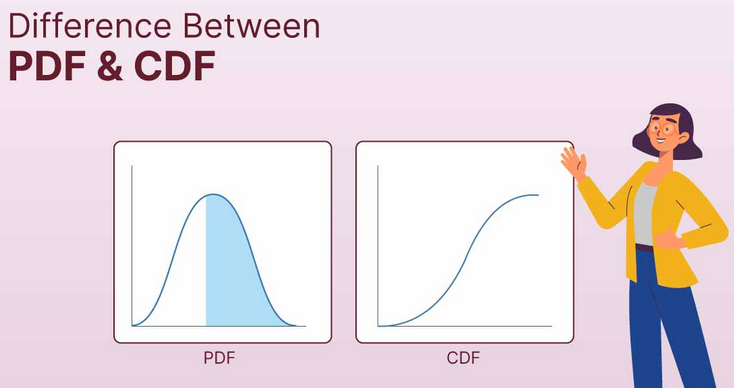 Difference Between
PDF & CDF
PDF
CDF